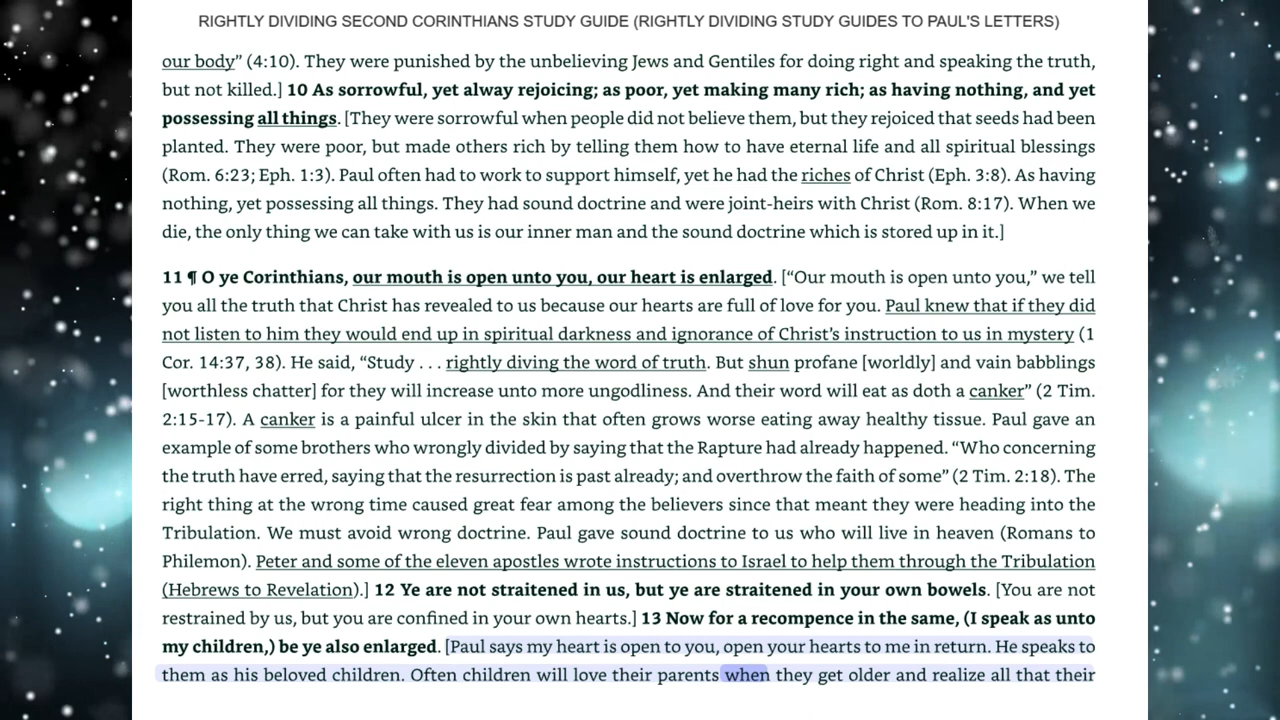 RIGHTLY DIVIDING SECOND CORINTHIANS STUDY GUIDE (RIGHTLY DIVIDING STUDY GUIDES TO PAUL'S LETTERS)
our body” (4:10). They were punished by the unbelieving Jews and Gentiles for doing right and speaking the truth,
but not killed.] 10 As sorrowful, yet alway rejoicing; as poor, yet making many rich; as having nothing, and yet
possessing all things. [They were sorrowful when people did not believe them, but they rejoiced that seeds had been
planted. They were poor, but made others rich by telling them how to have eternal life and all spiritual blessings
(Rom. 6:23; Eph. 1:3). Paul often had to work to support himself, yet he had the riches of Christ (Eph. 3:8). As having
nothing, yet possessing all things. They had sound doctrine and were joint-heirs with Christ (Rom. 8:17). When we
die, the only thing we can take with us is our inner man and the sound doctrine which is stored up in it.]
11 ¶ O ye Corinthians, our mouth is open unto you, our heart is enlarged. [“Our mouth is open unto you,” we tell
you all the truth that Christ has revealed to us because our hearts are full of love for you. Paul knew that if they did
not listen to him they would end up in spiritual darkness and ignorance of Christ’s instruction to us in mystery (1
Cor. 14:37, 38). He said, “Study . . . rightly diving the word of truth. But shun profane [worldly] and vain babblings
[worthless chatter] for they will increase unto more ungodliness. And their word will eat as doth a canker” (2 Tim.
2:15-17). A canker is a painful ulcer in the skin that often grows worse eating away healthy tissue. Paul gave an
example of some brothers who wrongly divided by saying that the Rapture had already happened. “Who concerning
the truth have erred, saying that the resurrection is past already; and overthrow the faith of some” (2 Tim. 2:18). The
right thing at the wrong time caused great fear among the believers since that meant they were heading into the
Tribulation. We must avoid wrong doctrine. Paul gave sound doctrine to us who will live in heaven (Romans to
Philemon). Peter and some of the eleven apostles wrote instructions to Israel to help them through the Tribulation
(Hebrews to Revelation).] 12 Ye are not straitened in us, but ye are straitened in your own bowels. [You are not
restrained by us, but you are confined in your own hearts.] 13 Now for a recompence in the same, (I speak as unto
my children,) be ye also enlarged. [Paul says my heart is open to you, open your hearts to me in return. He speaks to
them as his beloved children. Often children will love their parents when they get older and realize all that their